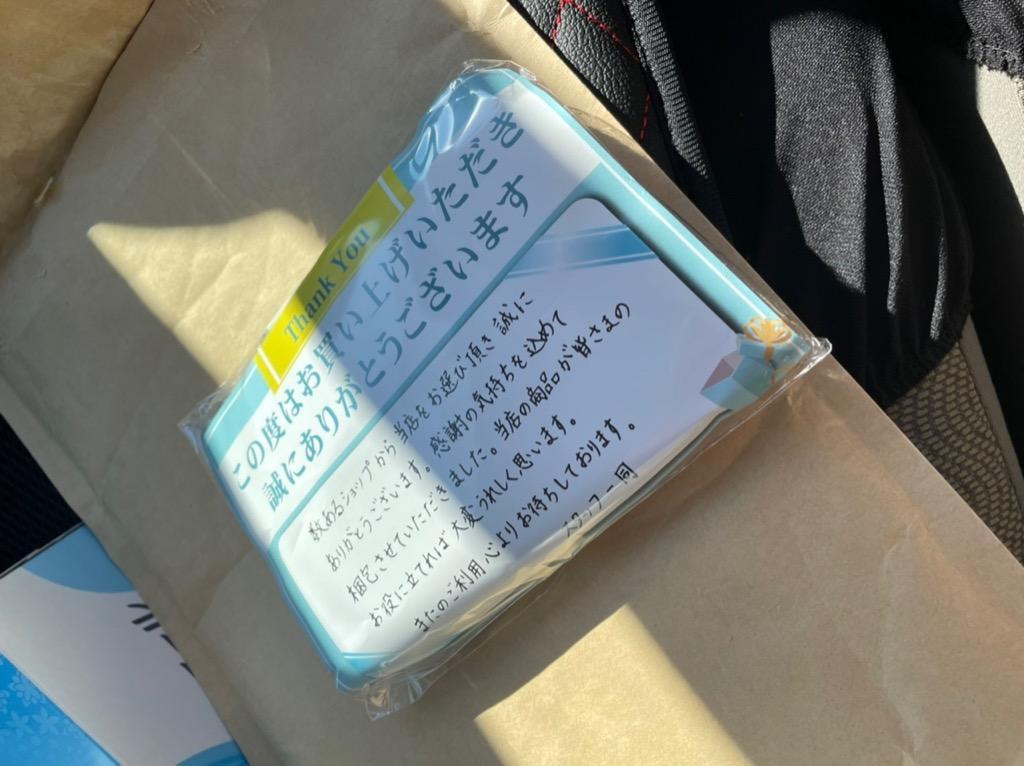 Thank You
この度はお買い上げいただき
誠にありがとうございます
数あるショップから当店をお選び頂き誠に
ありがとうございます。感謝の気持ちを込めて
梱包させていただきました。当店の商品が皆さまの
お役に立てれば大変うれしく思います。
またのご利用心よりお待ちしております。
スタッフ一同